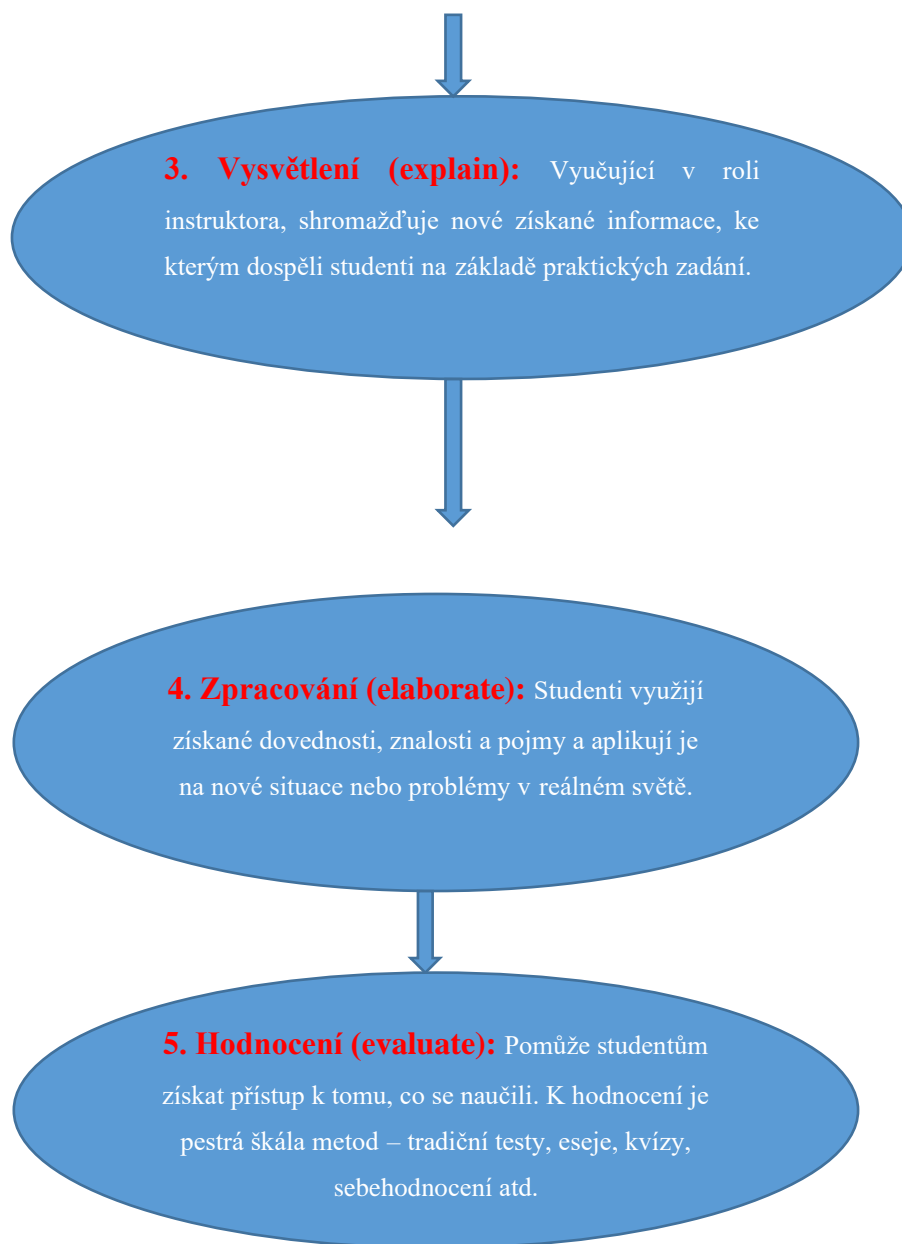 3. Vysvětlení (explain): Vyučující v roli
instruktora, shromažďuje nové získané informace, ke
kterým dospěli studenti na základě praktických zadání.
4. Zpracování (elaborate): Studenti využijí
získané dovednosti, znalosti a pojmy a aplikují je
na nové situace nebo problémy v reálném světě.
5. Hodnocení (evaluate): Pomůže studentům
získat přístup k tomu, co se naučili. K hodnocení je
pestrá škála metod – tradiční testy, eseje, kvízy,
sebehodnocení atd.